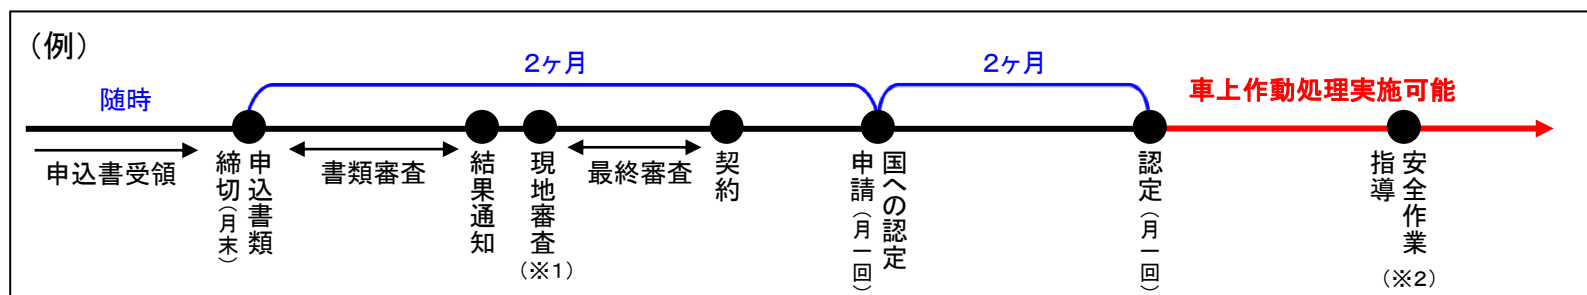 （例）
2ヶ月
2ヶ月
随時
車上作動処理実施可能
申込書受領
申込書類
締切(月末)
書類審査
結果通知
現地審査
（※1）
最終審査
契約
国への認定
申請（月一回）
認定（月一回）
安全作業
指導
（※2）